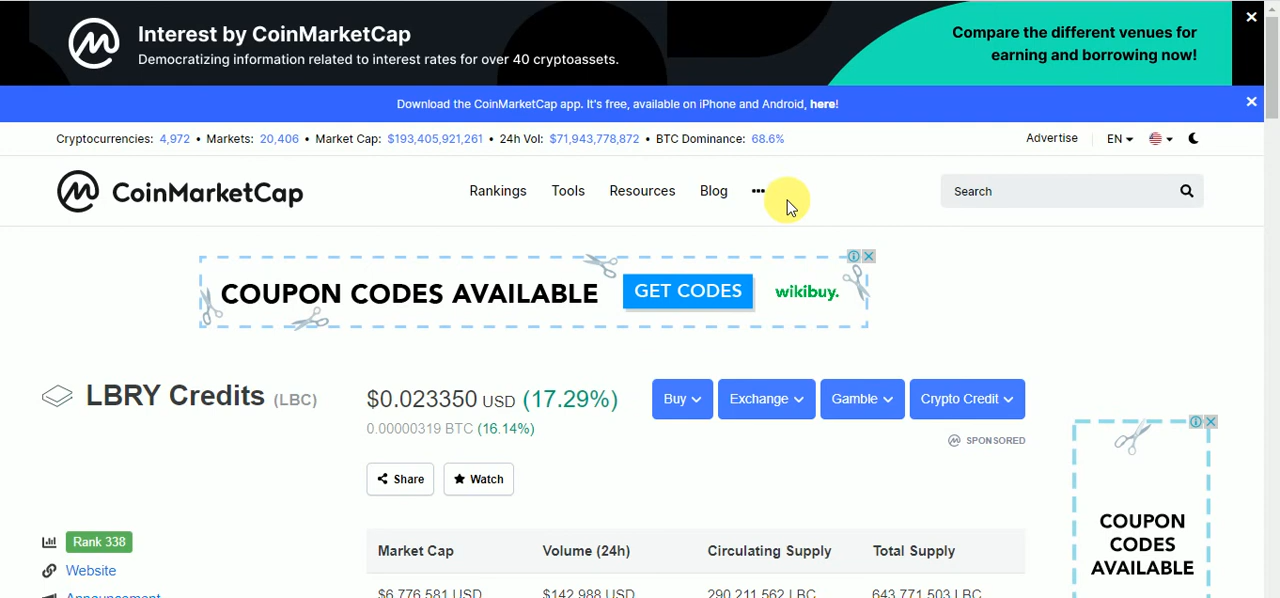 Interest by CoinMarketCap
Democratizing information related to interest rates for over 40 cryptoassets.
Compare the different venues for
earning and borrowing now!
Download the CoinMarketCap app. It's free, available on iPhone and Android, here!
Cryptocurrencies: 4,972 • Markets: 20,406 • Market Cap: $193,405,921,261 • 24h Vol: $71,943,778,872 • BTC Dominance: 68.6%
Advertise
EN
CoinMarketCap
Rankings
Tools
Resources
Blog
•••
Search
COUPON CODES AVAILABLE
GET CODES
wikibuy.
LBRY Credits (LBC)
$0.023350 USD (17.29%)
0.00000319 BTC (16.14%)
Buy
Exchange
Gamble
Crypto Credit
SPONSORED
Share
Watch
Rank 338
Website
Announcement
Market Cap
Volume (24h)
Circulating Supply
Total Supply
$6,776,581 USD
$142,988 USD
290,211,562 LBC
643,771,503 LBC
COUPON
CODES
AVAILABLE